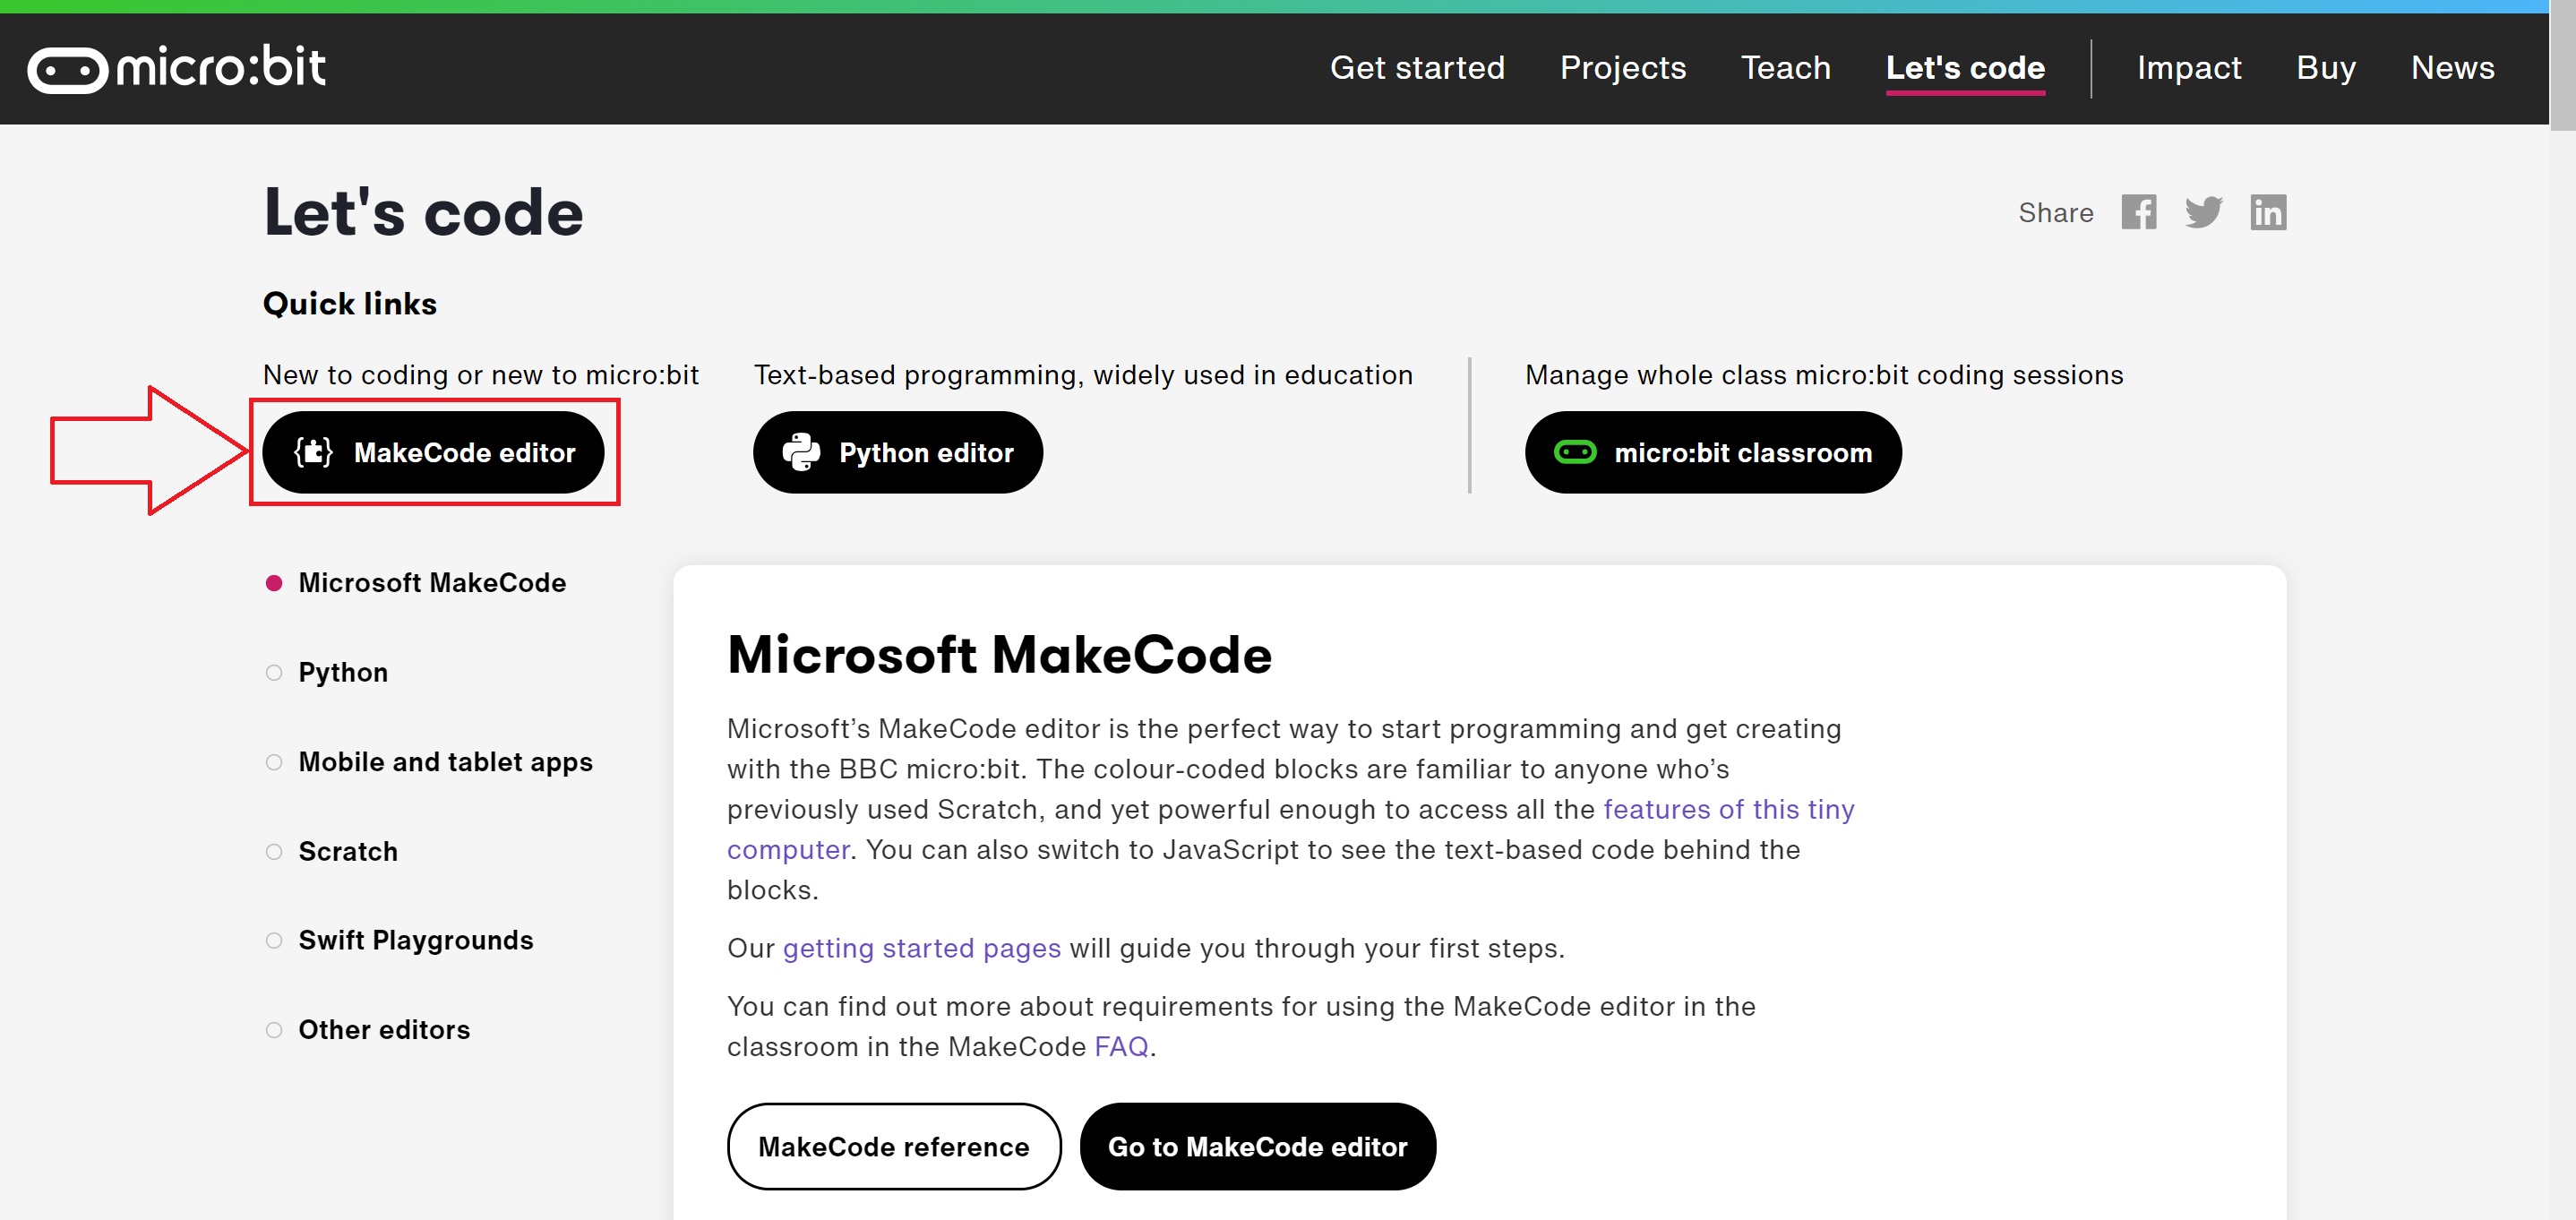 micro:bit
Get started Projects Teach Let's code Impact Buy News
Let's code
Share
Quick links
New to coding or new to micro:bit
MakeCode editor
Text-based programming, widely used in education
Python editor
Manage whole class micro:bit coding sessions
micro:bit classroom
Microsoft MakeCode
Python
Mobile and tablet apps
Scratch
Swift Playgrounds
Other editors
Microsoft MakeCode
Microsoft’s MakeCode editor is the perfect way to start programming and get creating
with the BBC micro:bit. The colour-coded blocks are familiar to anyone who’s
previously used Scratch, and yet powerful enough to access all the features of this tiny
computer. You can also switch to JavaScript to see the text-based code behind the
blocks.
Our getting started pages will guide you through your first steps.
You can find out more about requirements for using the MakeCode editor in the
classroom in the MakeCode FAQ.
MakeCode reference
Go to MakeCode editor